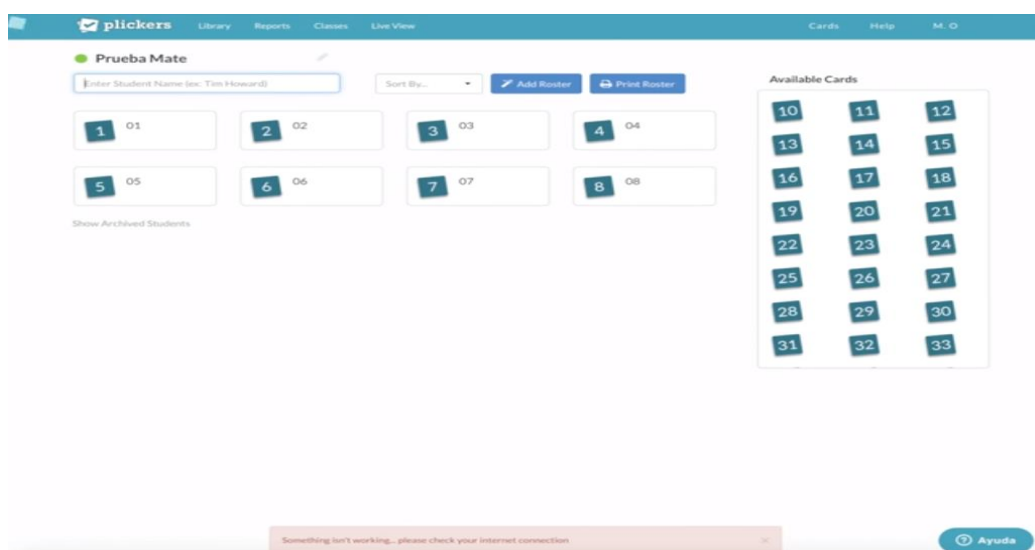 plickers Library Reports Classes Live View Cards Help M. O
Prueba Mate
Enter Student Name (ex: Tim Howard) Sort By... Add Roster Print Roster
Available Cards
1 01 2 02 3 03 4 04
5 05 6 06 7 07 8 08
Show Archived Students
10 11 12
13 14 15
16 17 18
19 20 21
22 23 24
25 26 27
28 29 30
31 32 33
Something isn't working... please check your internet connection
Ayuda